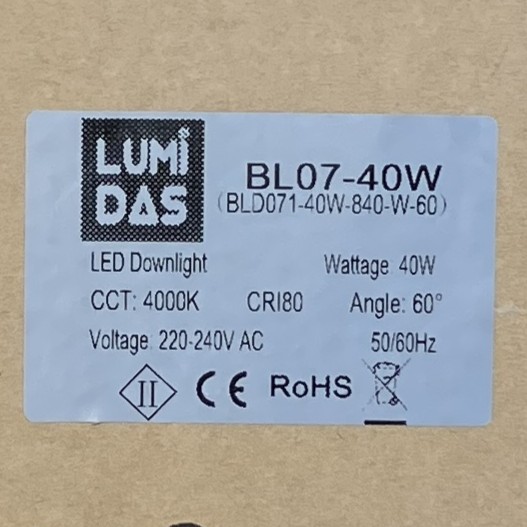 LUMi
DAS
BL07-40W
(BLD071-40W-840-W-60)
LED Downlight Wattage 40W
CCT: 4000K CRI80 Angle: 60°
Voltage: 220-240V AC 50/60Hz
II CE RoHS